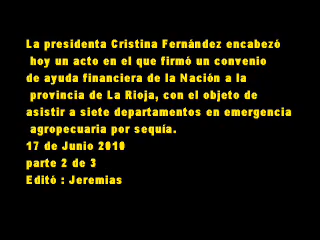 La presidenta Cristina Fernández encabezó
hoy un acto en el que firmó un convenio
de ayuda financiera de la Nación a la
provincia de La Rioja, con el objeto de
asistir a siete departamentos en emergencia
agropecuaria por sequía.
17 de Junio 2010
parte 2 de 3
Editó : Jeremias